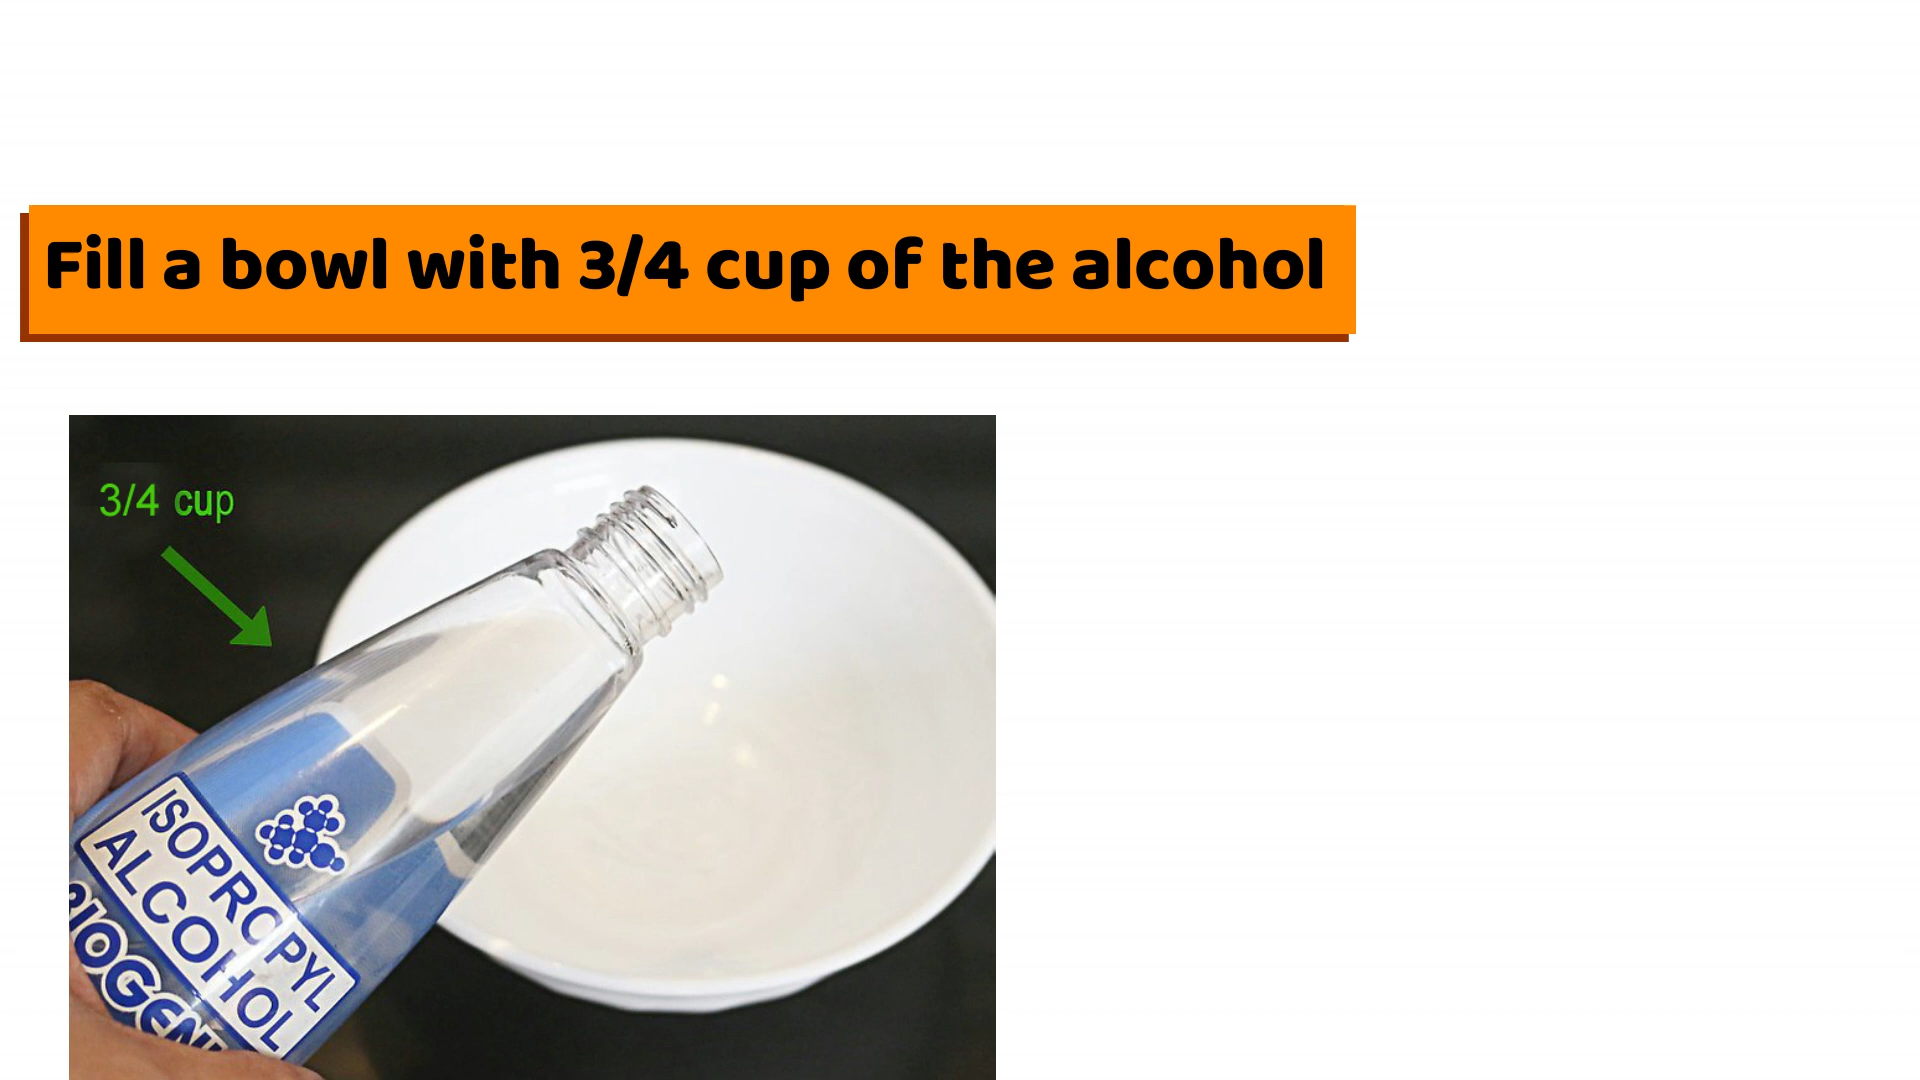 Fill a bowl with 3/4 cup of the alcohol
3/4 cup
ISOPROPYL
ALCOHOL